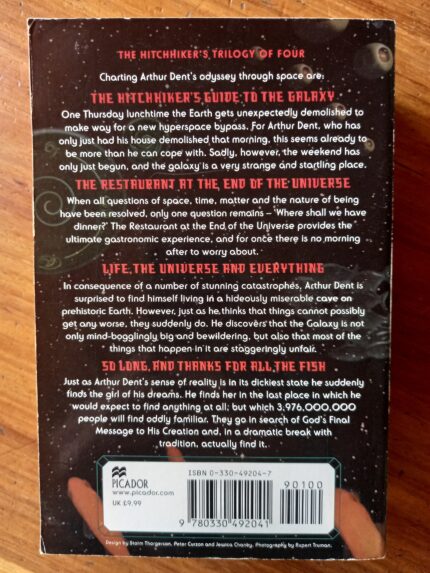 THE HITCHHIKER'S TRILOGY OF FOUR
Charting Arthur Dent's odyssey through space are:
THE HITCHHIKER'S GUIDE TO THE GALAXY
One Thursday lunchtime the Earth gets unexpectedly demolished to
make way for a new hyperspace bypass. For Arthur Dent, who has
only just had his house demolished that morning, this seems already to
be more than he can cope with. Sadly, however, the weekend has
only just begun, and the galaxy is a very strange and startling place.
THE RESTAURANT AT THE END OF THE UNIVERSE
When all questions of space, time, matter and the nature of
being have been resolved, only one question remains – 'Where shall we have
dinner?' The Restaurant at the End of the Universe provides the
ultimate gastronomic experience, and for once there is no morning
after to worry about.
LIFE, THE UNIVERSE AND EVERYTHING
In consequence of a number of stunning catastrophes, Arthur Dent is
surprised to find himself living in a hideously miserable cave on
prehistoric Earth. However, just as he thinks that things cannot possibly
get any worse, they suddenly do. He discovers that the Galaxy is not
only mind-bogglingly big and bewildering, but also that most of the
things that happen in it are staggeringly unfair.
SO LONG, AND THANKS FOR ALL THE FISH
Just as Arthur Dent's sense of reality is in its dickiest state he suddenly
finds the girl of his dreams. He finds her in the last place in which he
would expect to find anything at all; but which 3,976,000,000
people will find oddly familiar. They go in search of God's Final
Message to His Creation and, in a dramatic break with
tradition, actually find it.
PICADOR
www.picador.com
UK £9.99
ISBN 0-330-49204-7
90100
9 780330 492041
Design by Storm Thorgerson, Peter Curzon and Jessica Chaney. Photography by Rupert Truman.